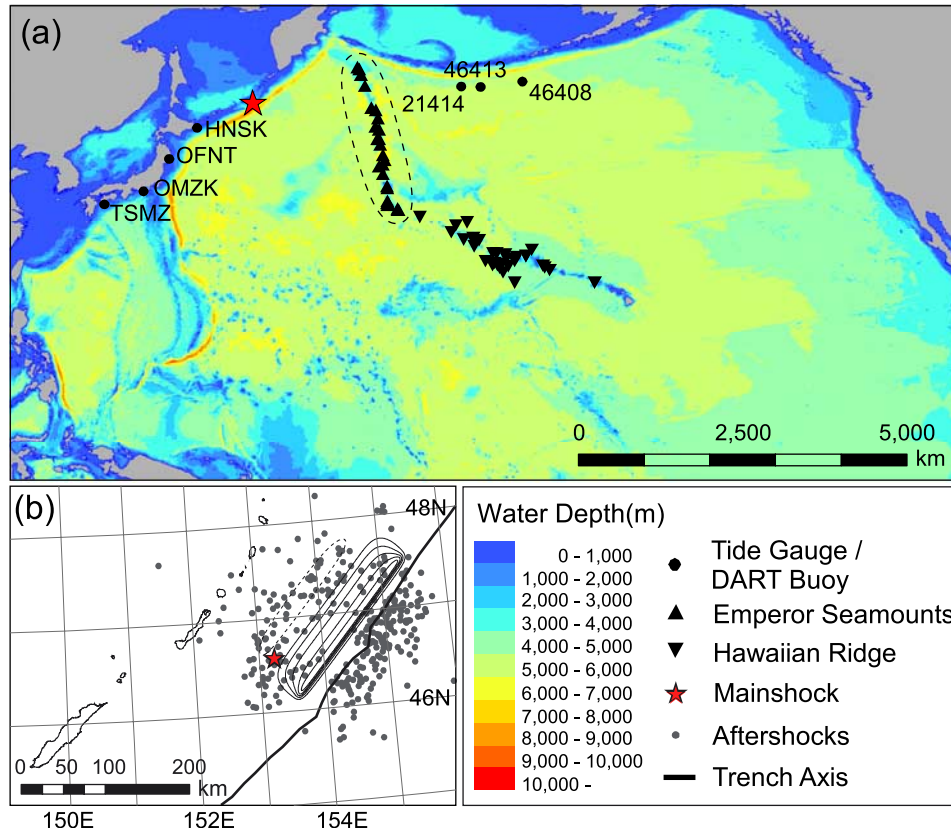 (a)
46413
21414
46408
HNSK
OFNT
OMZK
TSMZ
0 2,500 5,000
km
(b)
48N
46N
0 50 100 200
km
150E 152E 154E
Water Depth(m)
0 - 1,000
1,000 - 2,000
2,000 - 3,000
3,000 - 4,000
4,000 - 5,000
5,000 - 6,000
6,000 - 7,000
7,000 - 8,000
8,000 - 9,000
9,000 - 10,000
10,000 -
Tide Gauge /
DART Buoy
Emperor Seamounts
Hawaiian Ridge
Mainshock
Aftershocks
Trench Axis